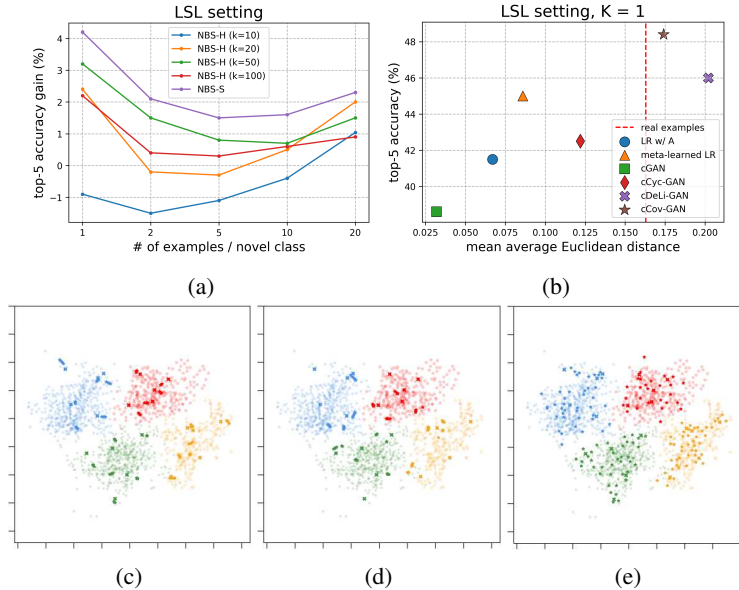 LSL setting
4
3
2
1
0
−1
1
2
5
10
20
top-5 accuracy gain (%)
# of examples / novel class
NBS-H (k=10)
NBS-H (k=20)
NBS-H (k=50)
NBS-H (k=100)
NBS-S
(a)
LSL setting, K = 1
48
46
44
42
40
0.025 0.050 0.075 0.100 0.125 0.150 0.175 0.200
top-5 accuracy (%)
mean average Euclidean distance
real examples
LR w/ A
meta-learned LR
cGAN
cCyc-GAN
cDeLi-GAN
cCov-GAN
(b)
(c)
(d)
(e)